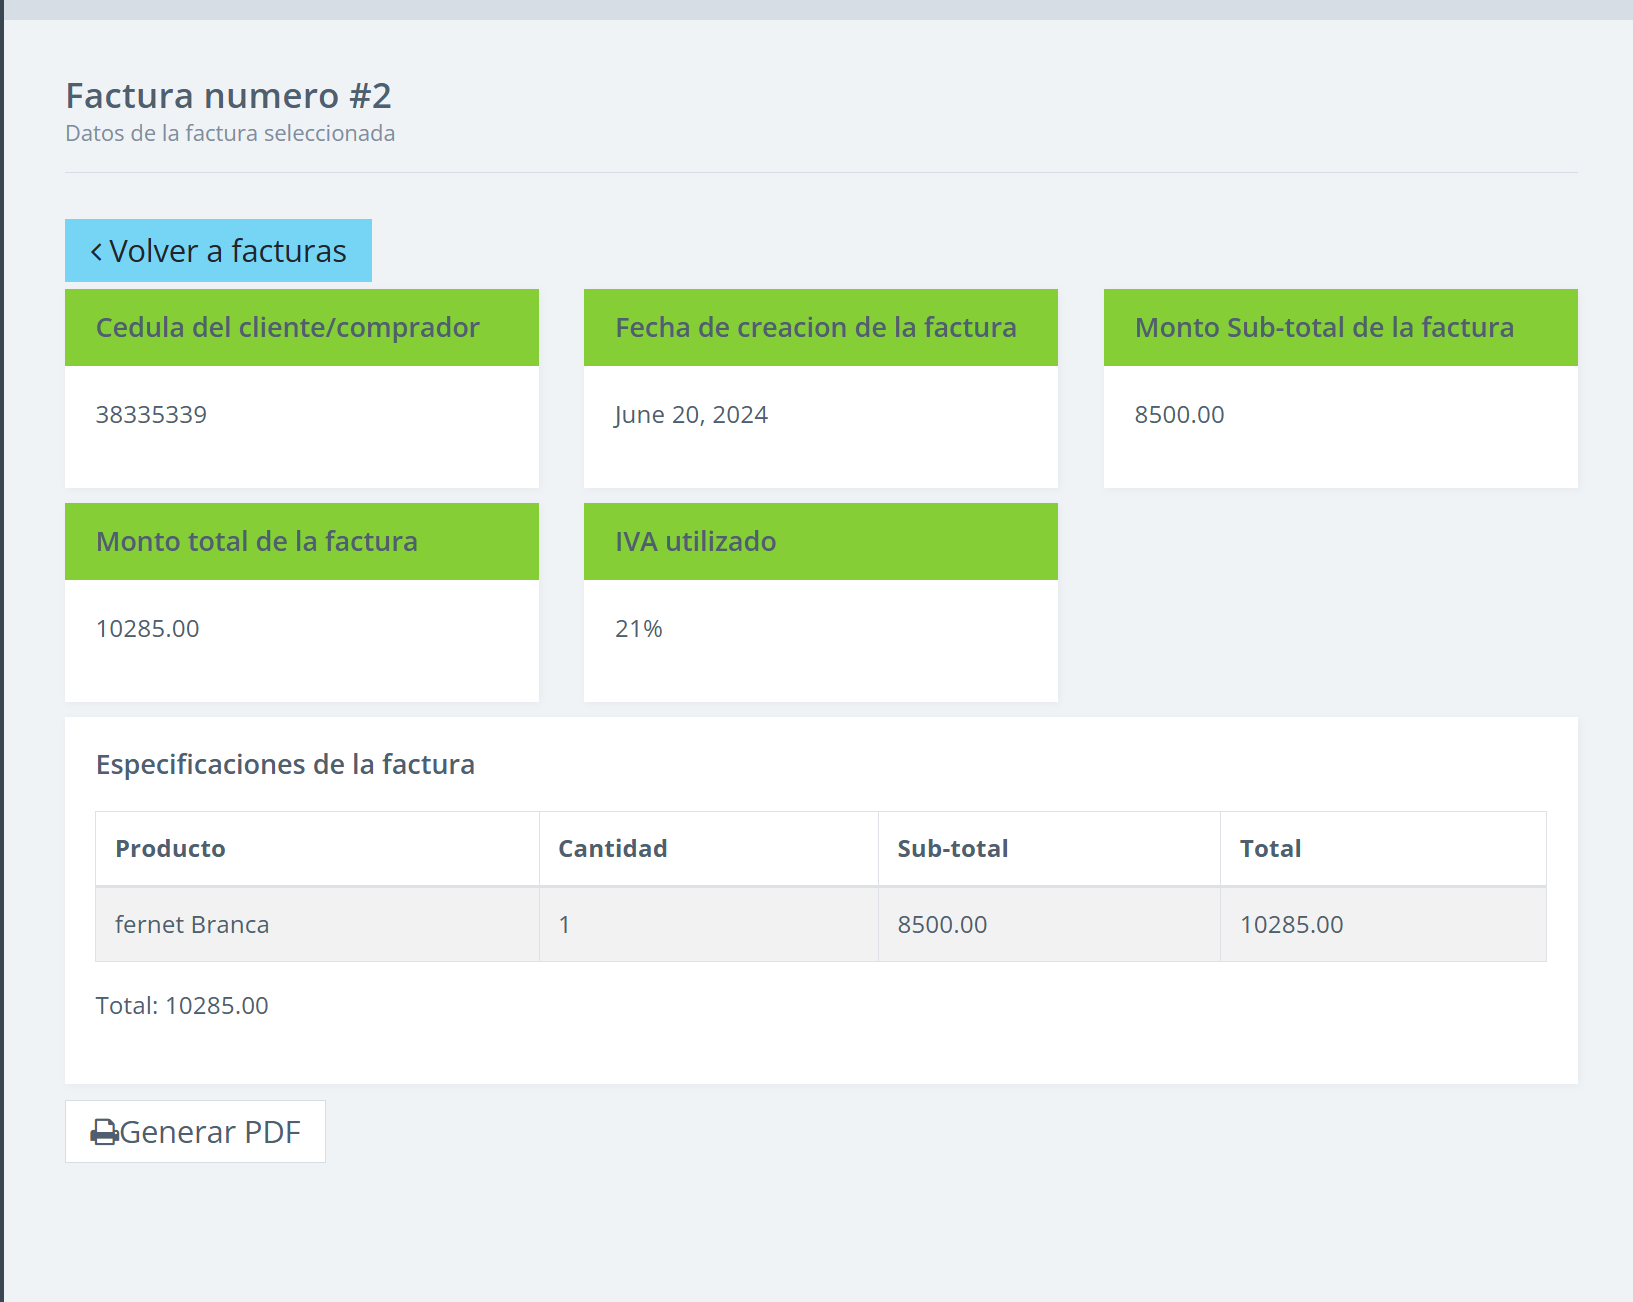 Factura numero #2
Datos de la factura seleccionada
Volver a facturas
Cedula del cliente/comprador
38335339
Fecha de creacion de la factura
June 20, 2024
Monto Sub-total de la factura
8500.00
Monto total de la factura
10285.00
IVA utilizado
21%
Especificaciones de la factura
Producto Cantidad Sub-total Total
fernet Branca 1 8500.00 10285.00
Total: 10285.00
Generar PDF